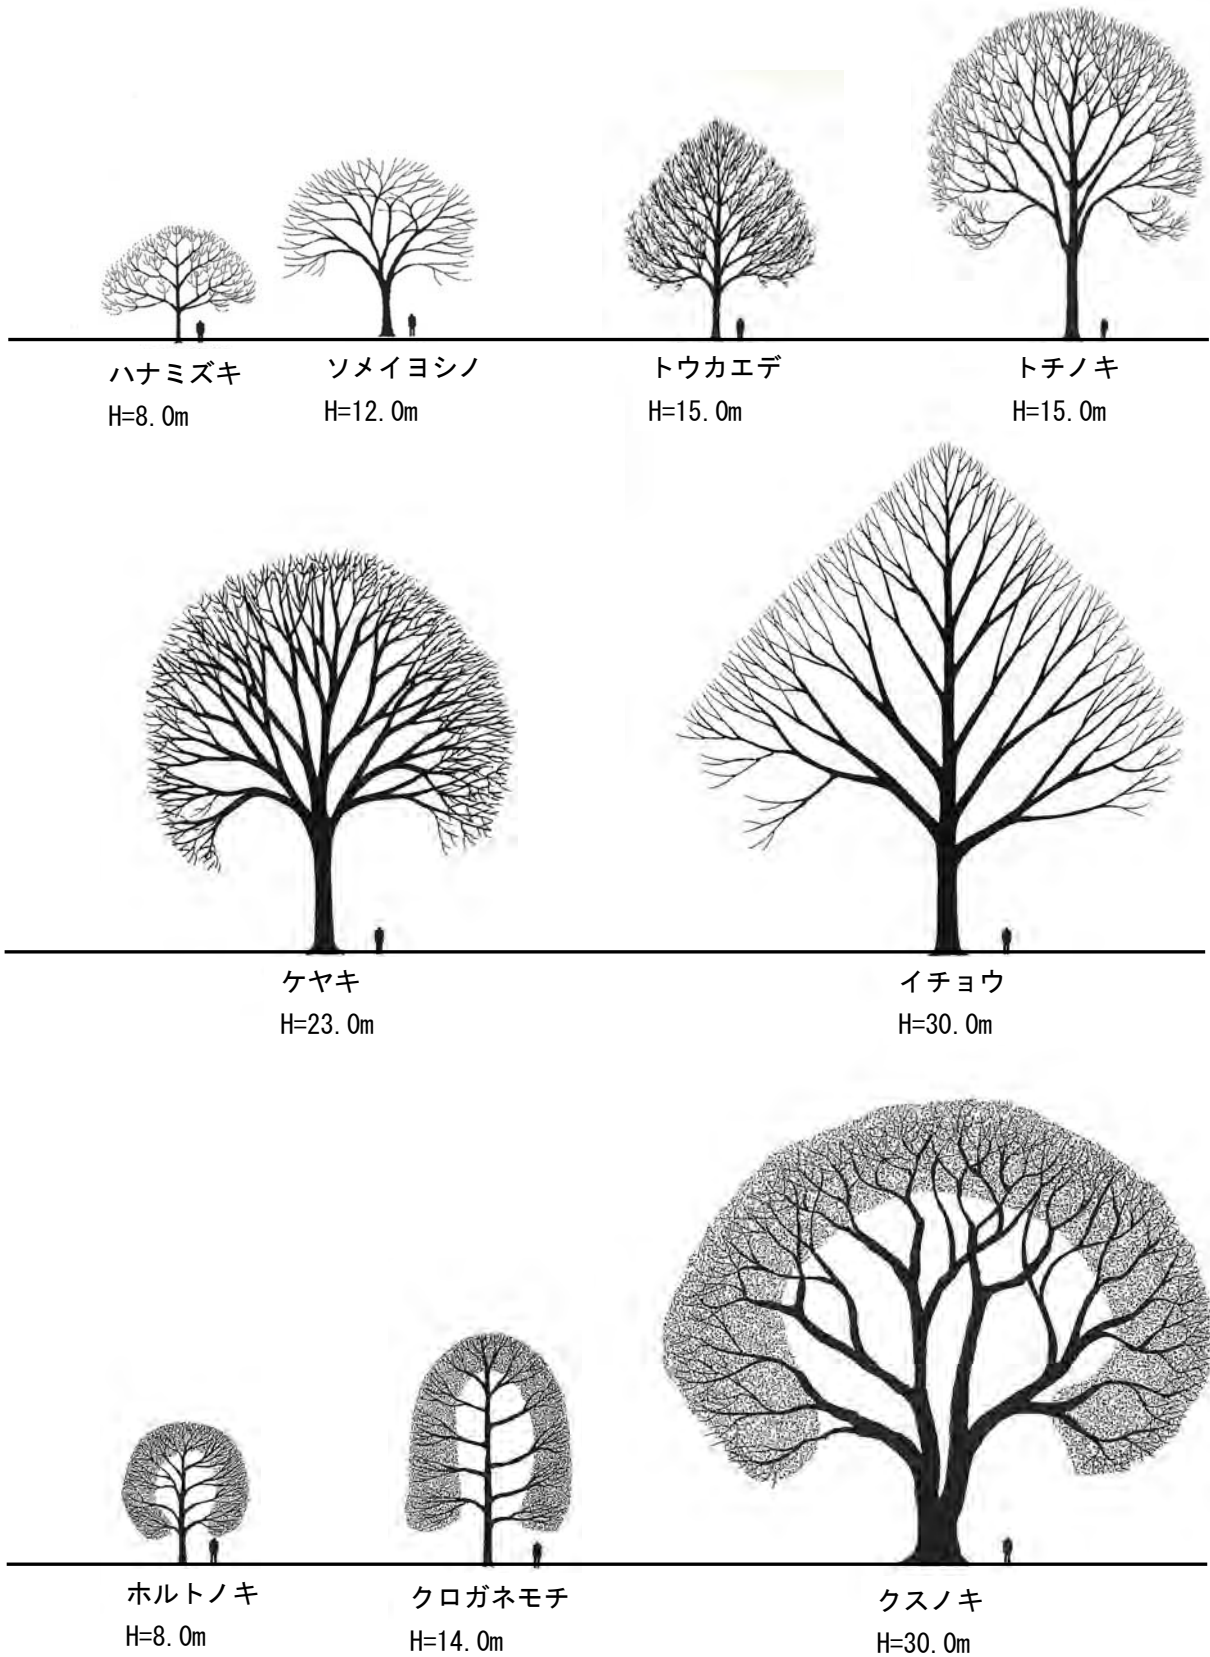 ハナミズキ
H=8.0m
ソメイヨシノ
H=12.0m
トウカエデ
H=15.0m
トチノキ
H=15.0m
ケヤキ
H=23.0m
イチョウ
H=30.0m
ホルトノキ
H=8.0m
クロガネモチ
H=14.0m
クスノキ
H=30.0m